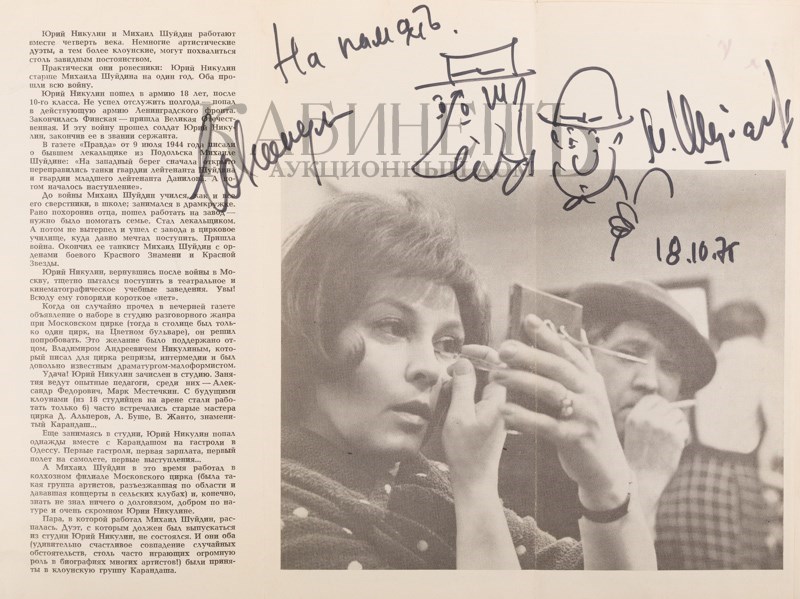 Юрий Никулин и Михаил Шуйдин работают
вместе четверть века. Немногие артистические
дуэты, а тем более клоунские, могут похвалиться
столь завидным постоянством.
Практически они ровесники: Юрий Никулин
старше Михаила Шуйдина на один год. Оба про-
шли всю войну.
Юрий Никулин пошел в армию 18 лет, после
10-го класса. Не успел отслужить полгода — попал
в действующую армию Ленинградского фронта.
Закончилась Финская — пришла Великая Отечест-
венная. И эту войну прошел солдат Юрий Нику-
лин, закончив ее в звании сержанта.
В газете «Правда» от 9 июля 1944 года писали
о бывшем лекальщике из Подольска Михаиле
Шуйдине: «На западный берег сначала открыто
переправились танки гвардии лейтенанта Шуйдина
и гвардии младшего лейтенанта Данилова. А по-
том началось наступление».
До войны Михаил Шуйдин учился, как и все
его сверстники, в школе; занимался в драмкружке.
Рано похоронив отца, пошел работать на завод —
нужно было помогать семье. Стал лекальщиком.
А потом не вытерпел и ушел с завода в цирковое
училище, куда давно мечтал поступить. Пришла
война. Окончил ее танкист Михаил Шуйдин с ор-
денами боевого Красного Знамени и Красной
Звезды.
Юрий Никулин, вернувшись после войны в Мо-
скву, тщетно пытался поступить в театральное и
кинематографическое учебные заведения. Увы!
Всюду ему говорили короткое «нет».
Когда он случайно прочел в вечерней газете
объявление о наборе в студию разговорного жанра
при Московском цирке (тогда в столице был толь-
ко один цирк, на Цветном бульваре), он решил
попробовать. Это желание было поддержано от-
цом, Владимиром Андреевичем Никулиным, кото-
рый писал для цирка репризы, интермедии и был
довольно известным драматургом-малоформистом.
Удача! Юрий Никулин зачислен в студию. Заня-
тия ведут опытные педагоги, среди них — Алек-
сандр Федорович, Марк Местечкин. С будущими
клоунами (из 18 студийцев на арене стали рабо-
тать только 6) часто встречались старые мастера
цирка Д. Альперов, А. Буше, В. Жанто, знамени-
тый Карандаш...
Еще занимаясь в студии, Юрий Никулин попал
однажды вместе с Карандашом на гастроли в
Одессу. Первые гастроли, первая зарплата, первый
полет на самолете, первые выступления...
А Михаил Шуйдин в это время работал в
колхозном филиале Московского цирка (была та-
кая группа артистов, разъезжавшая по области и
дававшая концерты в сельских клубах) и, конечно,
знать не знал ничего о долговязом, добром по на-
туре и очень скромном Юрии Никулине.
Пара, в которой работал Михаил Шуйдин, рас-
палась. Дуэт, с которым должен был выпускаться
из студии Юрий Никулин, не состоялся. И они оба
(удивительно счастливое совпадение случайных
обстоятельств, столь часто играющих огромную
роль в биографиях многих артистов!) были приня-
ты в клоунскую группу Карандаша.
На память.
КАБИНЕТЪ
АУКЦИОННЫЙ ДОМ
М. Шуйдин
18.10.78